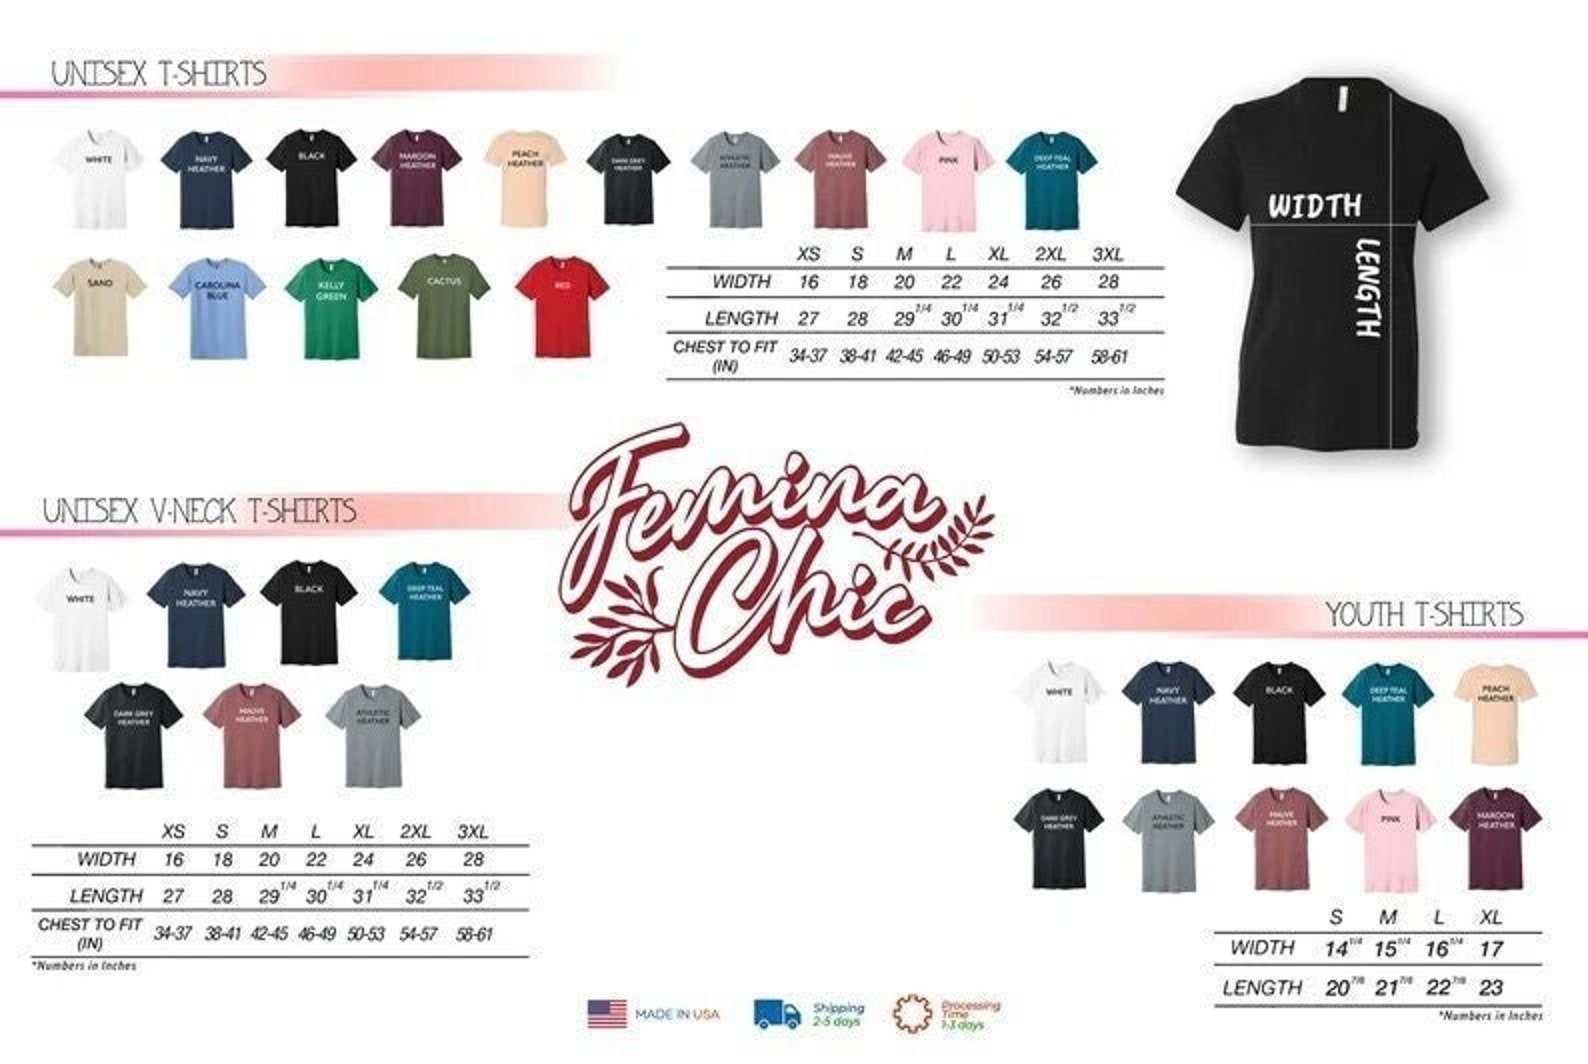 UNISEX T-SHIRTS
WHITE
NAVY
HEATHER
BLACK
MAROON
HEATHER
PEACH
HEATHER
DARK GREY
HEATHER
ATHLETIC
HEATHER
MAUVE
HEATHER
PINK
DEEP TEAL
HEATHER
SAND
CAROLINA
BLUE
KELLY
GREEN
CACTUS
RED
XS S M L XL 2XL 3XL
WIDTH 16 18 20 22 24 26 28
LENGTH 27 28 29 1/4 30 1/4 31 1/4 32 1/2 33 1/2
CHEST TO FIT
(IN) 34-37 38-41 42-45 46-49 50-53 54-57 58-61
*Numbers in Inches
WIDTH
LENGTH
Femina
Chic
UNISEX V-NECK T-SHIRTS
WHITE
NAVY
HEATHER
BLACK
DEEP TEAL
HEATHER
DARK GREY
HEATHER
MAUVE
HEATHER
ATHLETIC
HEATHER
XS S M L XL 2XL 3XL
WIDTH 16 18 20 22 24 26 28
LENGTH 27 28 29 1/4 30 1/4 31 1/4 32 1/2 33 1/2
CHEST TO FIT
(IN) 34-37 38-41 42-45 46-49 50-53 54-57 58-61
*Numbers in Inches
YOUTH T-SHIRTS
WHITE
NAVY
HEATHER
BLACK
DEEP TEAL
HEATHER
PEACH
HEATHER
DARK GREY
HEATHER
ATHLETIC
HEATHER
MAUVE
HEATHER
PINK
MAROON
HEATHER
S M L XL
WIDTH 14 1/4 15 1/4 16 1/4 17
LENGTH 20 7/8 21 7/8 22 7/8 23
*Numbers in Inches
MADE IN USA
Shipping
2-5 days
Processing
Time
1-3 days